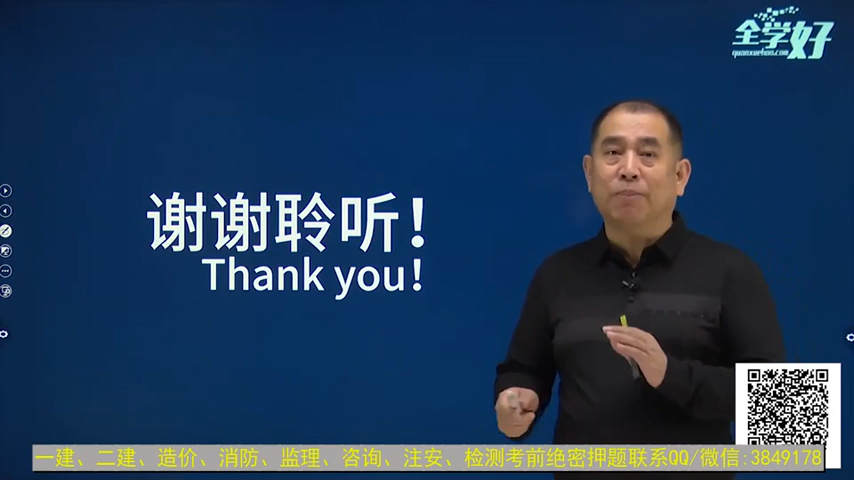 全学好
quanxuehao.com
谢谢聆听！
Thank you！
一建、二建、造价、消防、监理、咨询、注安、检测考前绝密押题联系QQ/微信:3849178